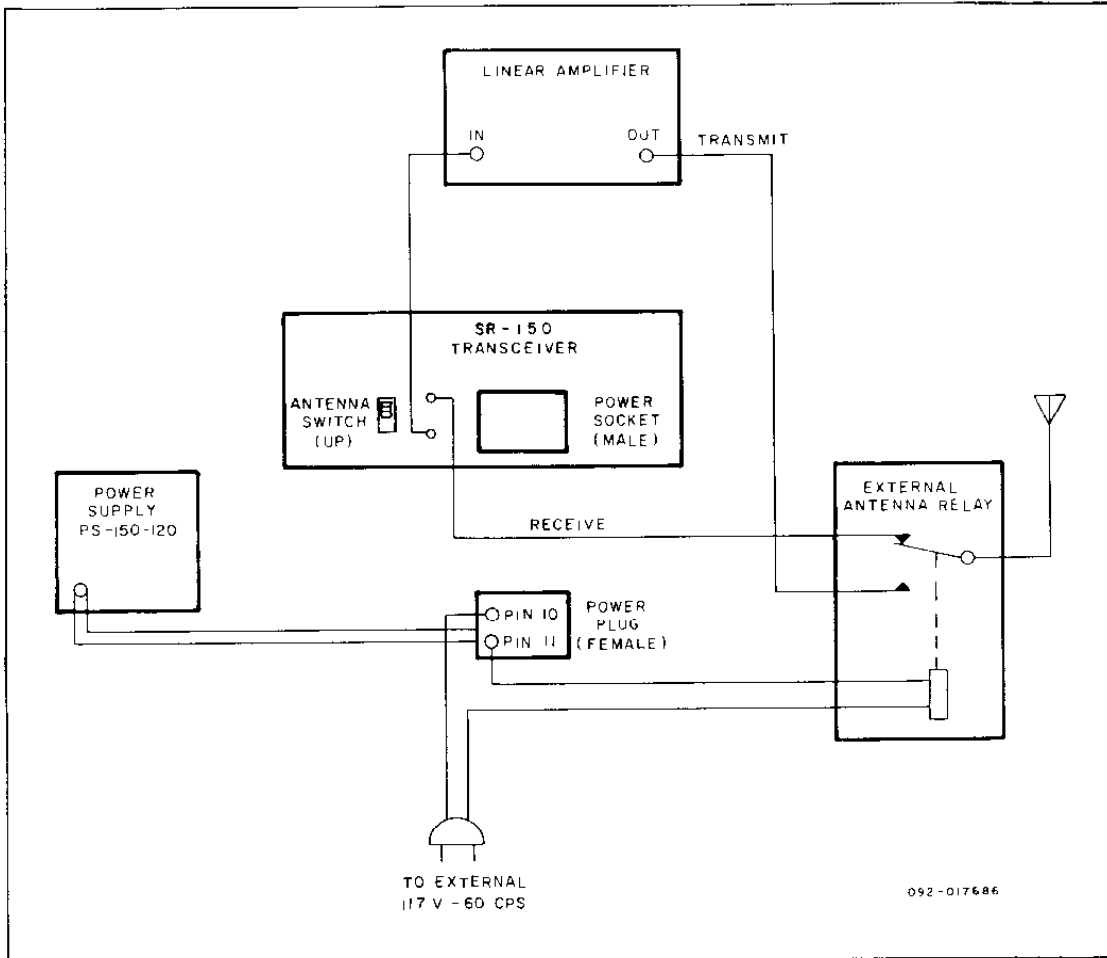 LINEAR AMPLIFIER
IN
OUT
TRANSMIT
SR-150
TRANSCEIVER
ANTENNA
SWITCH
(UP)
POWER
SOCKET
(MALE)
POWER
SUPPLY
PS-150-120
RECEIVE
EXTERNAL
ANTENNA RELAY
PIN 10
PIN 11
POWER
PLUG
(FEMALE)
TO EXTERNAL
117 V - 60 CPS
092-017686